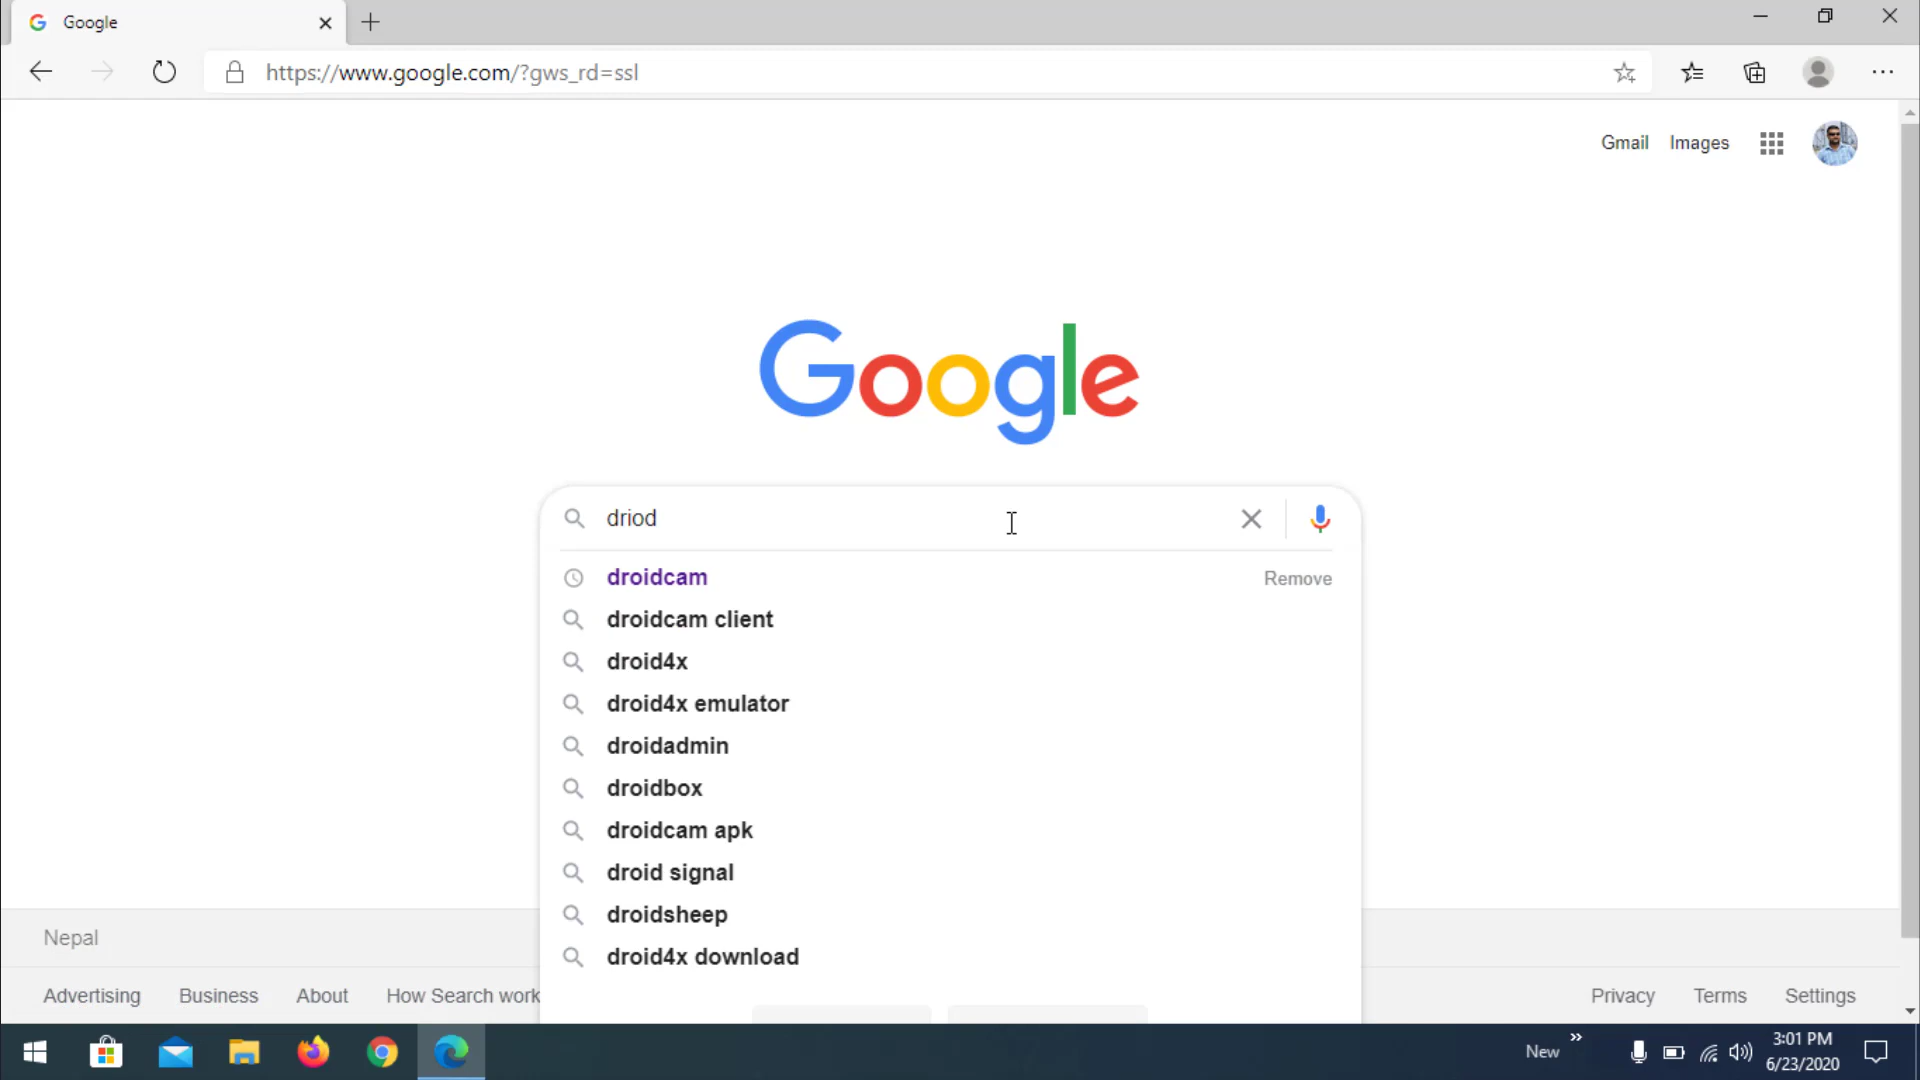 Google
https://www.google.com/?gws_rd=ssl
Gmail Images
Google
driod
droidcam Remove
droidcam client
droid4x
droid4x emulator
droidadmin
droidbox
droidcam apk
droid signal
droidsheep
droid4x download
Nepal
Advertising Business About How Search work Privacy Terms Settings
New » 3:01 PM
6/23/2020